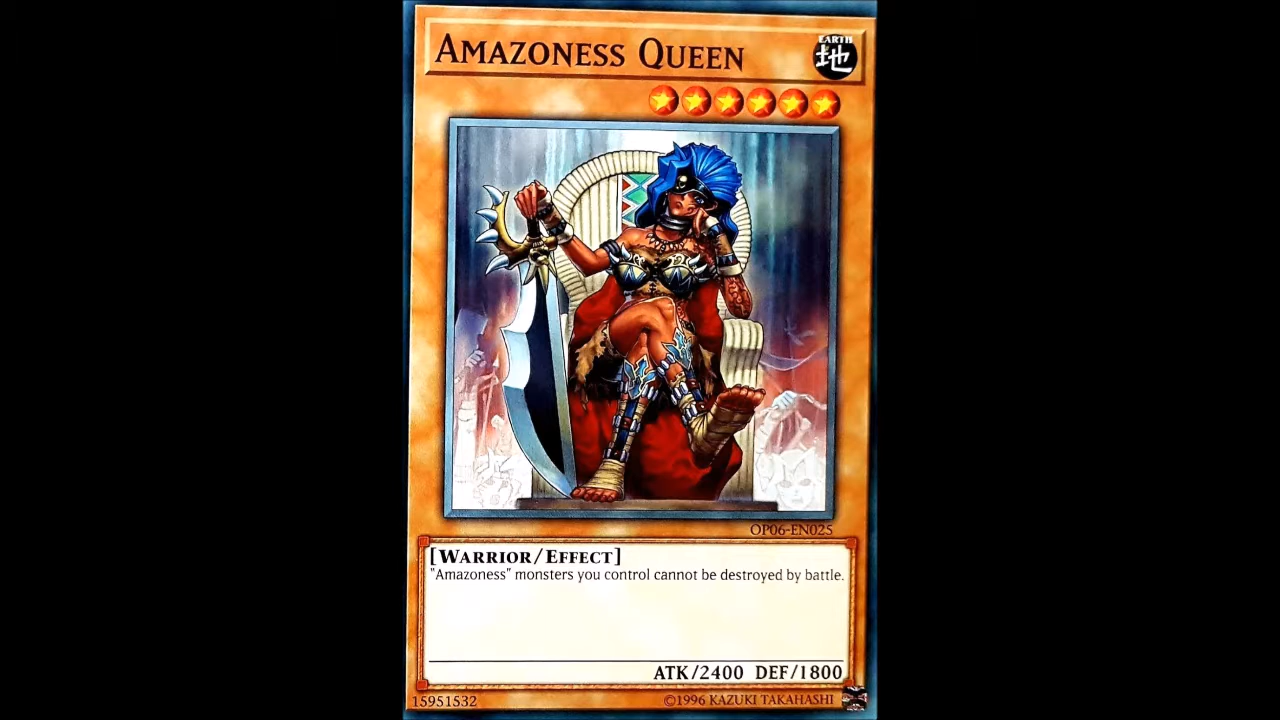 AMAZONESS QUEEN
EARTH
地
OP06-EN025
[WARRIOR/EFFECT]
"Amazoness" monsters you control cannot be destroyed by battle.
ATK/2400 DEF/1800
15951532
©1996 KAZUKI TAKAHASHI